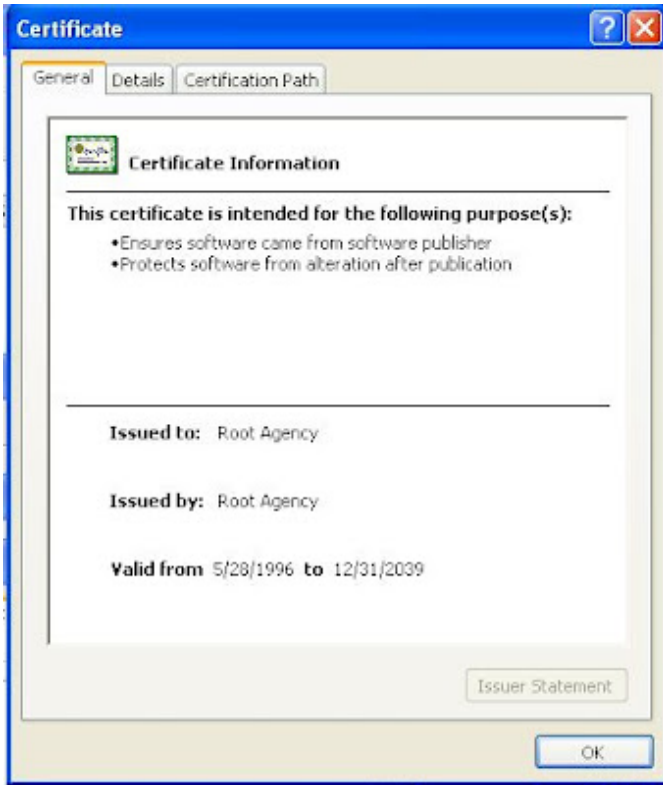 Certificate
General Details Certification Path
Certificate Information
This certificate is intended for the following purpose(s):
•Ensures software came from software publisher
•Protects software from alteration after publication
Issued to: Root Agency
Issued by: Root Agency
Valid from 5/28/1996 to 12/31/2039
Issuer Statement
OK